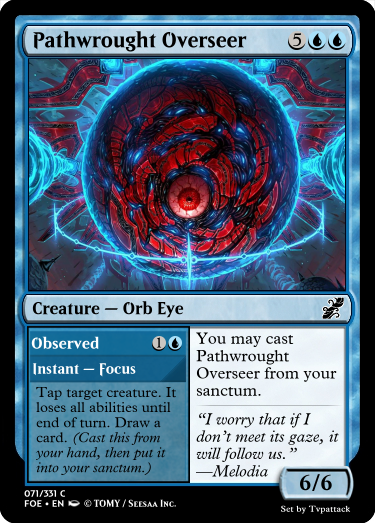 Pathwrought Overseer 5
Creature — Orb Eye
Observed 1
Instant — Focus
Tap target creature. It
loses all abilities until
end of turn. Draw a
card. (Cast this from
your hand, then put it
into your sanctum.)
You may cast
Pathwrought
Overseer from your
sanctum.
“I worry that if I
don’t meet its gaze, it
will follow us.”
—Melodia
6/6
071/331 C
FOE • EN © TOMY / Seesaa Inc.
Set by Tvpattack